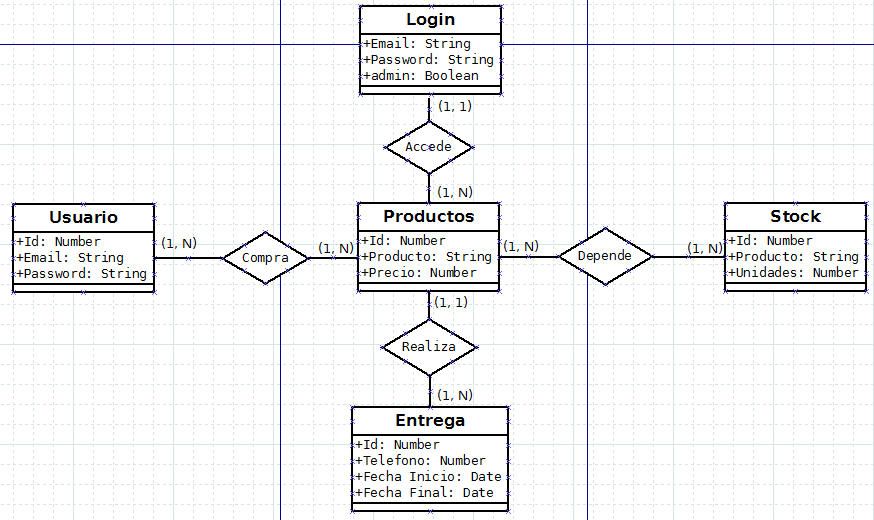 Login
+Email: String
+Password: String
+admin: Boolean
(1, 1)
Accede
(1, N)
Usuario
+Id: Number
+Email: String
+Password: String
(1, N)
Compra
(1, N)
Productos
+Id: Number
+Producto: String
+Precio: Number
(1, N)
Depende
(1, N)
Stock
+Id: Number
+Producto: String
+Unidades: Number
(1, 1)
Realiza
(1, N)
Entrega
+Id: Number
+Telefono: Number
+Fecha Inicio: Date
+Fecha Final: Date